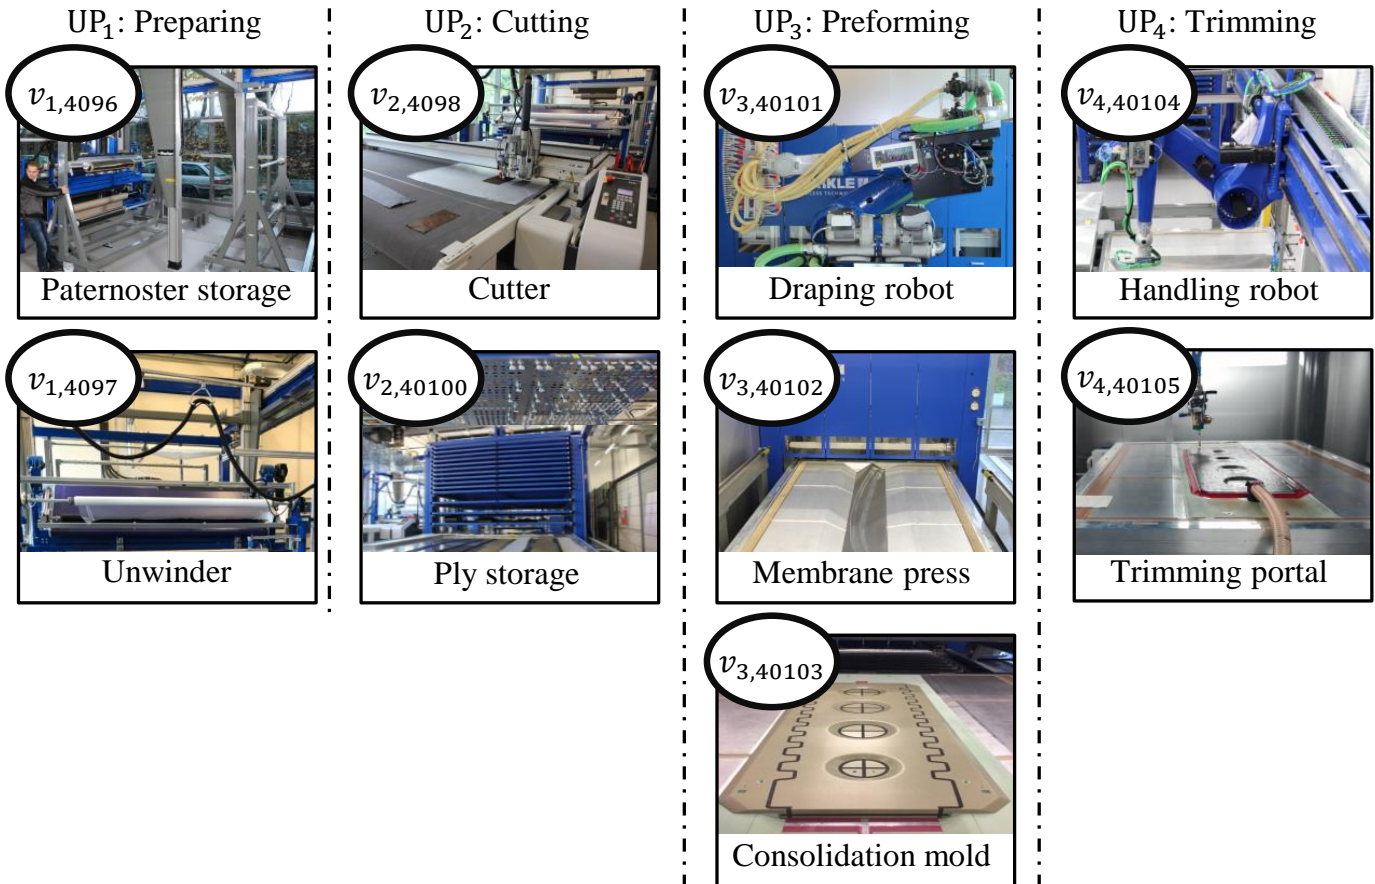 UP₁: Preparing
UP₂: Cutting
UP₃: Preforming
UP₄: Trimming
v₁,₄₀₉₆
v₂,₄₀₉₈
v₃,₄₀₁₀₁
v₄,₄₀₁₀₄
Paternoster storage
Cutter
Draping robot
Handling robot
v₁,₄₀₉₇
v₂,₄₀₁₀₀
v₃,₄₀₁₀₂
v₄,₄₀₁₀₅
Unwinder
Ply storage
Membrane press
Trimming portal
v₃,₄₀₁₀₃
Consolidation mold